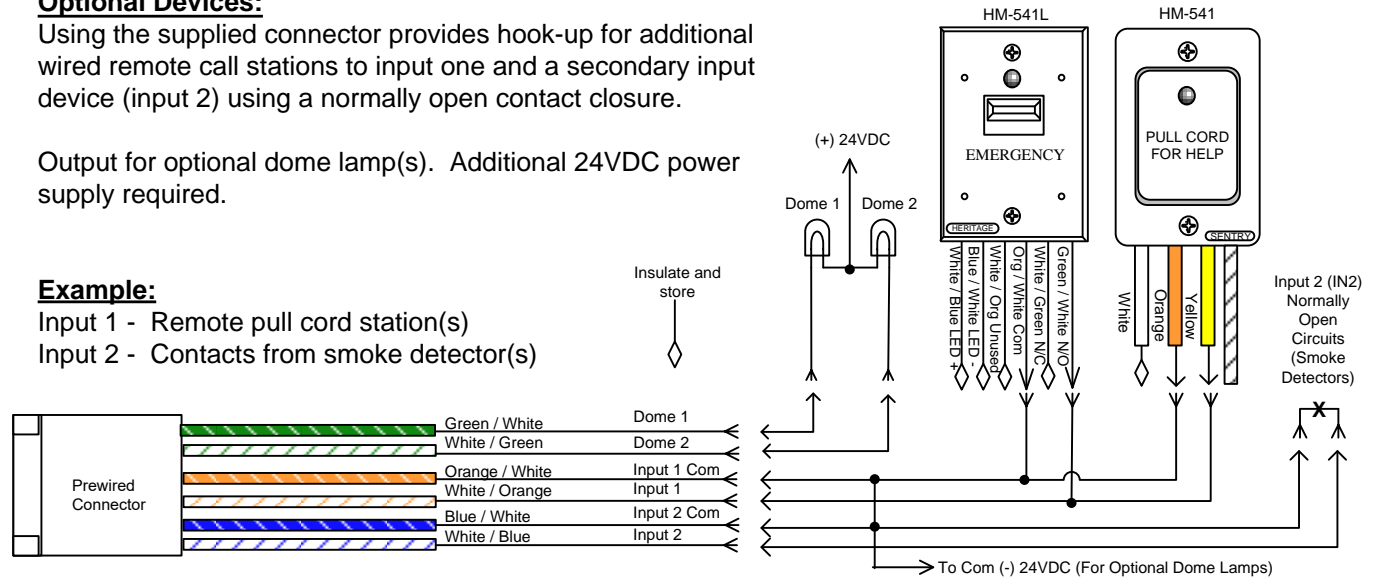 Optional Devices:
Using the supplied connector provides hook-up for additional
wired remote call stations to input one and a secondary input
device (input 2) using a normally open contact closure.
Output for optional dome lamp(s).  Additional 24VDC power
supply required.
Example:
Input 1 -  Remote pull cord station(s)
Input 2 -  Contacts from smoke detector(s)
Insulate and
store
(+) 24VDC
Dome 1
Dome 2
HM-541L
EMERGENCY
HERITAGE
White / Blue LED +
Blue / White LED -
White / Org Unused
Org / White Com
White / Green N/C
Green / White N/O
HM-541
PULL CORD
FOR HELP
SENTRY
White
Orange
Yellow
Input 2 (IN2)
Normally
Open
Circuits
(Smoke
Detectors)
X
Prewired
Connector
Green / White Dome 1
White / Green Dome 2
Orange / White Input 1 Com
White / Orange Input 1
Blue / White Input 2 Com
White / Blue Input 2
To Com (-) 24VDC (For Optional Dome Lamps)